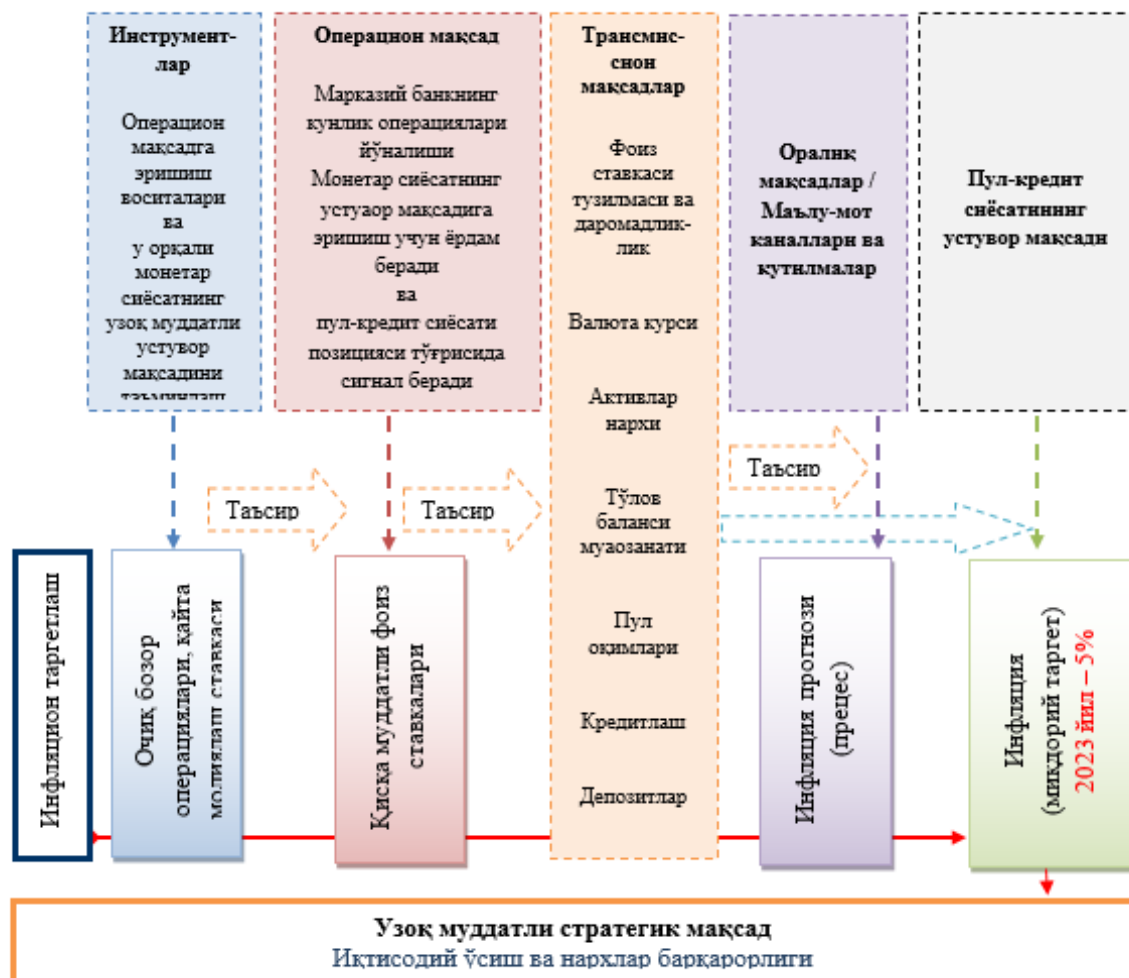 Инструмент-
лар
Операцион
мақсадга
эришиш
воситалари
ва
у орқали
монетар
сиёсатнинг
узоқ муддатли
устувор
мақсадини
таъминлаш
Операцион мақсад
Марказий банкнинг
кунлик операциялари
йўналиши
Монетар сиёсатнинг
устуаор мақсадига
эришиш учун ёрдам
беради
ва
пул-кредит сиёсати
позицияси тўғрисида
сигнал беради
Трансмис-
сион
мақсадлар
Фоиз
ставкаси
тузилмаси ва
даромадлик-
лик
Валюта курси
Активлар
нархи
Тўлов
баланси
муаозанати
Пул
оқимлари
Кредитлаш
Депозитлар
Оралиқ
мақсадлар /
Маълу-мот
каналлари ва
кутилмалар
Пул-кредит
сиёсатининг
устувор мақсади
Таъсир
Таъсир
Таъсир
Инфляцион таргетлаш
Очиқ бозор
операциялари, қайта
молиялаш ставкаси
Қисқа муддатли фоиз
ставкалари
Инфляция прогнози
(прецес)
Инфляция
(миқдорий таргет)
2023 йил – 5%
Узоқ муддатли стратегик мақсад
Иқтисодий ўсиш ва нархлар барқарорлиги